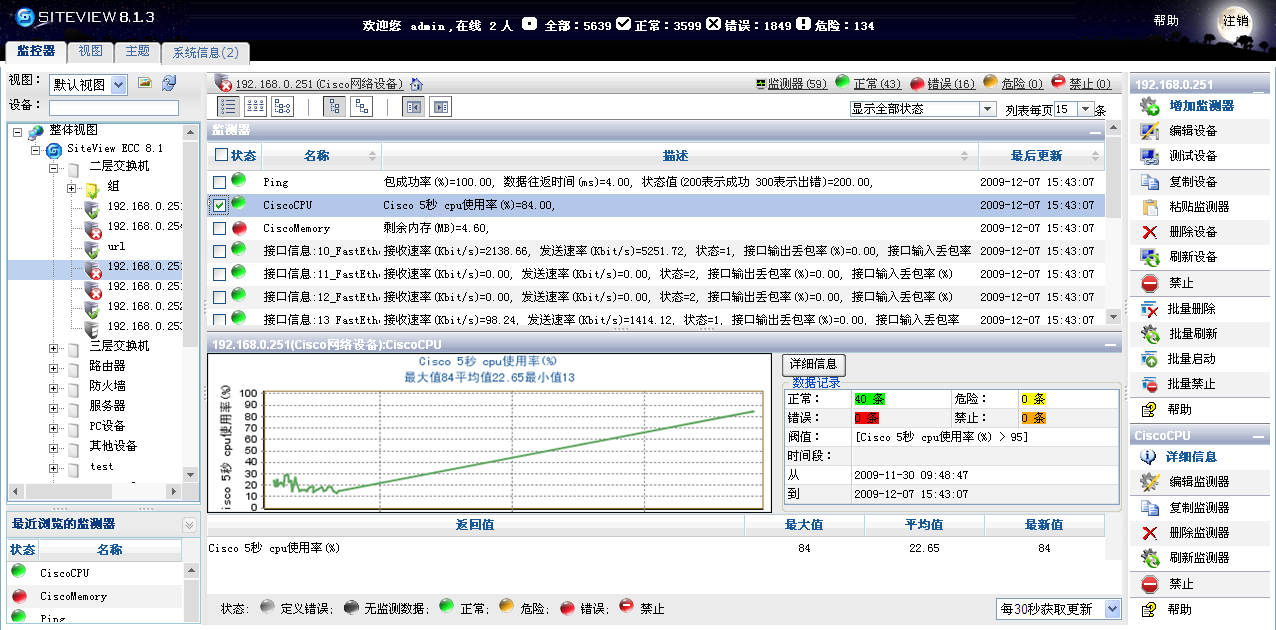 SITEVIEW 8.1.3
欢迎您 admin,在线 2 人 全部：5639 正常：3599 错误：1849 危险：134
帮助 注销
监控器 视图 主题 系统信息(2)
视图： 默认视图
设备：
整体视图
SiteView ECC 8.1
二层交换机
组
192.168.0.25
192.168.0.254
url
192.168.0.251
192.168.0.25
192.168.0.25
192.168.0.25
三层交换机
路由器
防火墙
服务器
PC设备
其他设备
test
最近浏览的监测器
状态 名称
CiscoCPU
CiscoMemory
Ping
192.168.0.251(Cisco网络设备) 监测器(59) 正常(43) 错误(16) 危险(0) 禁止(0)
显示全部状态 列表每页 15 条
监测器
状态 名称 描述 最后更新
Ping 包成功率(%)=100.00, 数据往返时间(ms)=4.00, 状态值(200表示成功 300表示出错)=200.00, 2009-12-07 15:43:07
CiscoCPU Cisco 5秒 cpu使用率(%)=84.00, 2009-12-07 15:43:07
CiscoMemory 剩余内存(MB)=4.60, 2009-12-07 15:43:07
接口信息:10_FastEth 接收速率(Kbit/s)=2138.66, 发送速率(Kbit/s)=5251.72, 状态=1, 接口输出丢包率(%)=0.00, 接口输入丢包率 2009-12-07 15:43:07
接口信息:11_FastEth 接收速率(Kbit/s)=0.00, 发送速率(Kbit/s)=0.00, 状态=2, 接口输出丢包率(%)=0.00, 接口输入丢包率(%) 2009-12-07 15:43:07
接口信息:12_FastEth 接收速率(Kbit/s)=0.00, 发送速率(Kbit/s)=0.00, 状态=2, 接口输出丢包率(%)=0.00, 接口输入丢包率(%) 2009-12-07 15:43:07
接口信息:13_FastEth 接收速率(Kbit/s)=98.24, 发送速率(Kbit/s)=1414.12, 状态=1, 接口输出丢包率(%)=0.00, 接口输入丢包率 2009-12-07 15:43:07
192.168.0.251(Cisco网络设备):CiscoCPU
Cisco 5秒 cpu使用率(%)
最大值84平均值22.65最小值13
isco 5秒 cpu使用率(%)
100
90
80
70
60
50
40
30
20
10
0
详细信息
数据记录
正常： 40 条 危险： 0 条
错误： 0 条 禁止： 0 条
阀值： [Cisco 5秒 cpu使用率(%) > 95]
时间段：
从 2009-11-30 09:48:47
到 2009-12-07 15:43:07
返回值 最大值 平均值 最新值
Cisco 5秒 cpu使用率(%) 84 22.65 84
状态: 定义错误; 无监测数据; 正常; 危险; 错误; 禁止
每30秒获取更新
192.168.0.251
增加监测器
编辑设备
测试设备
复制设备
粘贴监测器
删除设备
刷新设备
禁止
批量删除
批量刷新
批量启动
批量禁止
帮助
CiscoCPU
详细信息
编辑监测器
复制监测器
删除监测器
刷新监测器
禁止
帮助